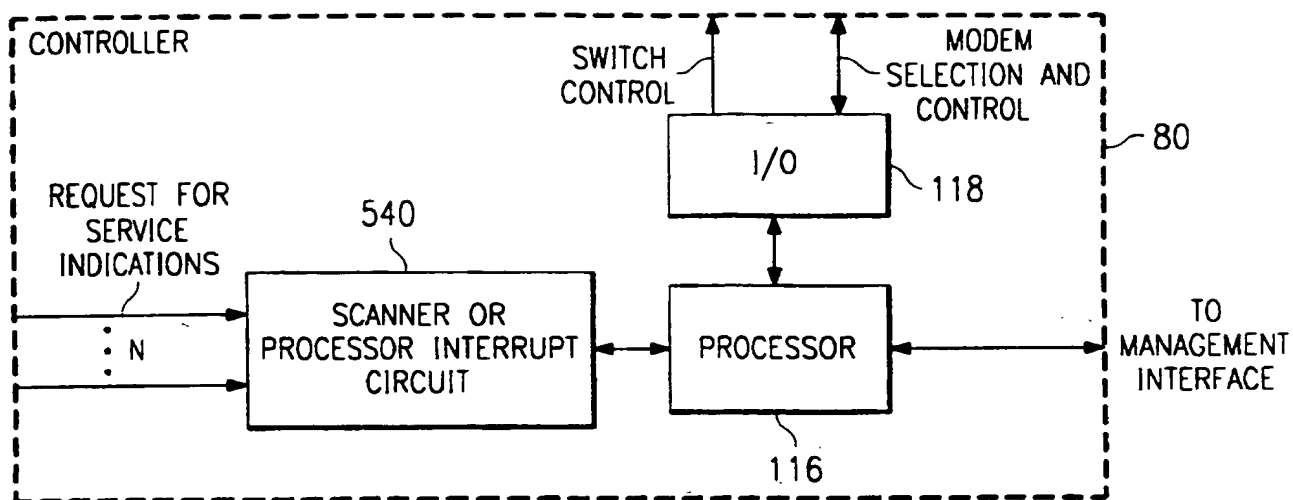 CONTROLLER
SWITCH
CONTROL
MODEM
SELECTION AND
CONTROL
80
I/O
118
REQUEST FOR
SERVICE
INDICATIONS
540
N
SCANNER OR
PROCESSOR INTERRUPT
CIRCUIT
PROCESSOR
116
TO
MANAGEMENT
INTERFACE